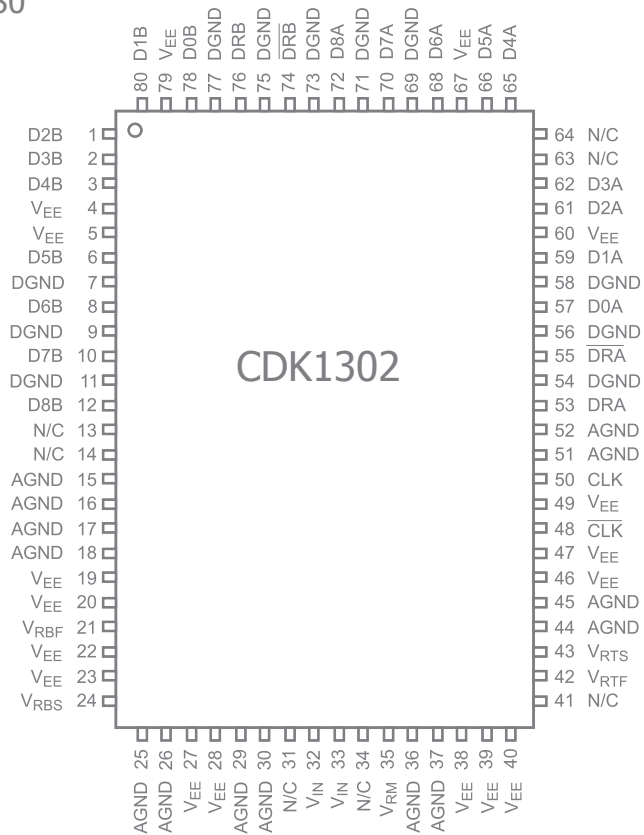 80 D1B
79 VEE
78 D0B
77 DGND
76 DRB
75 DGND
74 DRB
73 DGND
72 D8A
71 DGND
70 D7A
69 DGND
68 D6A
67 VEE
66 D5A
65 D4A
D2B 1
D3B 2
D4B 3
VEE 4
VEE 5
D5B 6
DGND 7
D6B 8
DGND 9
D7B 10
DGND 11
D8B 12
N/C 13
N/C 14
AGND 15
AGND 16
AGND 17
AGND 18
VEE 19
VEE 20
VRBF 21
VEE 22
VEE 23
VRBS 24
CDK1302
64 N/C
63 N/C
62 D3A
61 D2A
60 VEE
59 D1A
58 DGND
57 D0A
56 DGND
55 DRA
54 DGND
53 DRA
52 AGND
51 AGND
50 CLK
49 VEE
48 CLK
47 VEE
46 VEE
45 AGND
44 AGND
43 VRTS
42 VRTF
41 N/C
AGND 25
AGND 26
VEE 27
VEE 28
AGND 29
AGND 30
N/C 31
VIN 32
VIN 33
N/C 34
VRM 35
AGND 36
AGND 37
VEE 38
VEE 39
VEE 40